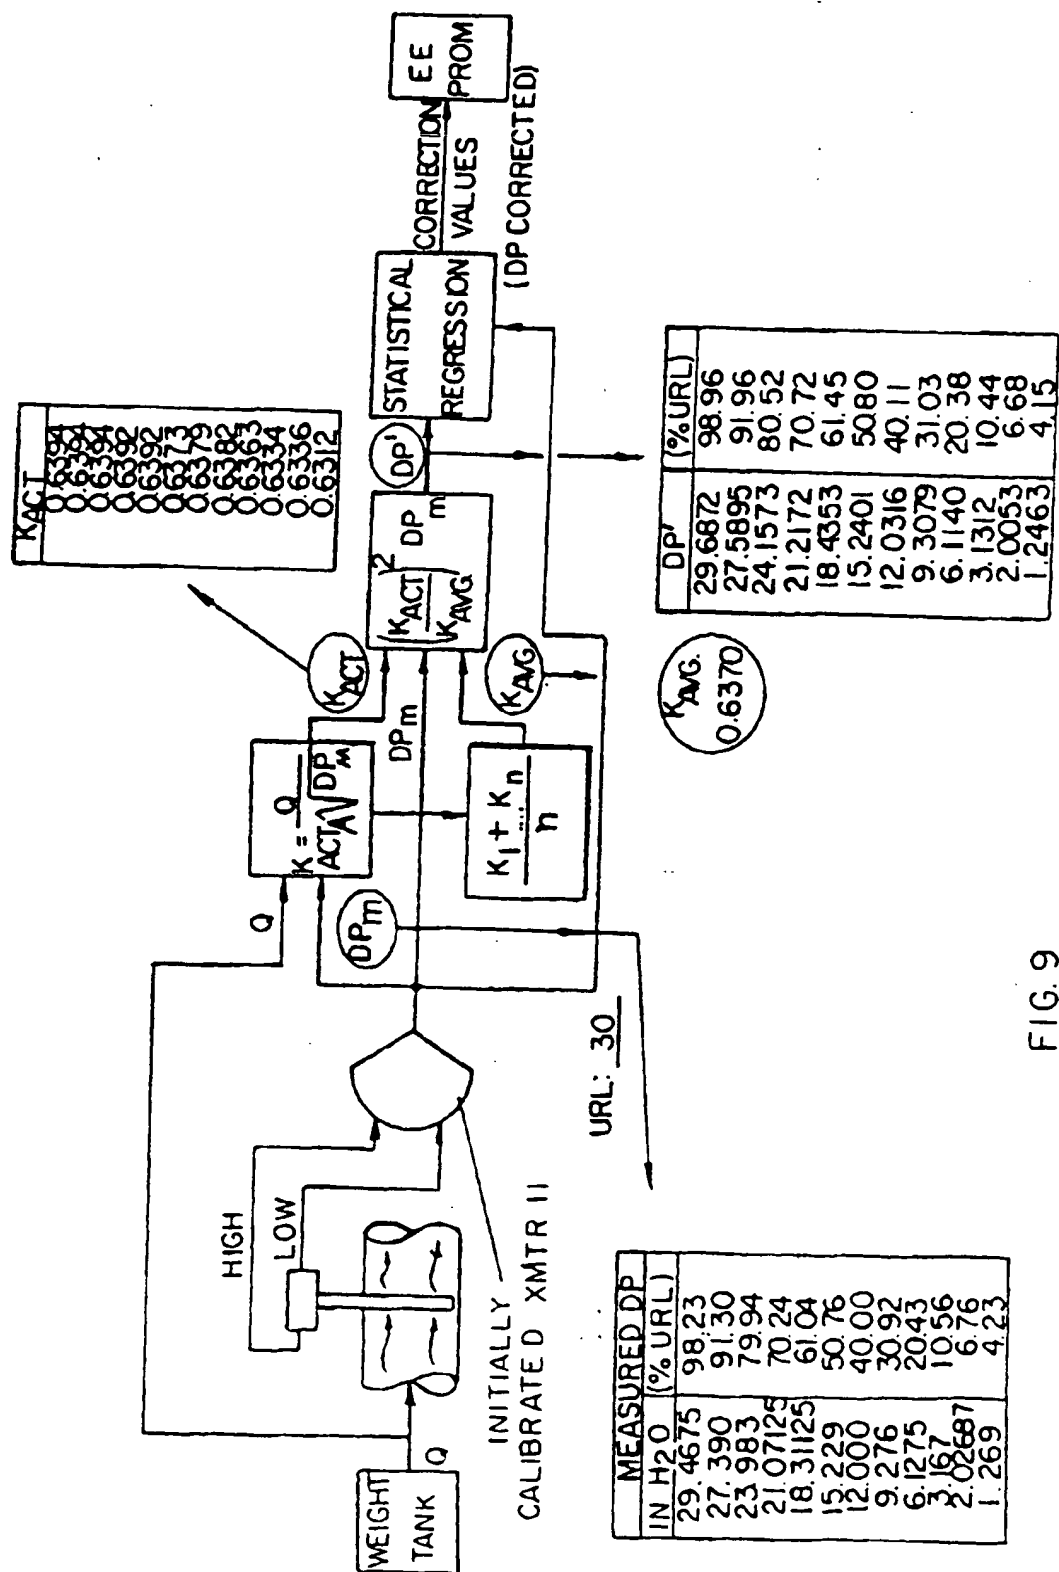 WEIGHT
TANK
Q
HIGH
LOW
INITIALLY
CALIBRATED XMTR 11
Q
K = Q
ACT A√DPM
DPm
DPm
URL: 30
K1 + ... Kn
n
KACT
KAVG
(KACT
KAVG)² DPm
DP'
STATISTICAL
REGRESSION
CORRECTION
VALUES
(DP CORRECTED)
EE
PROM
KACT
0.6394
0.6394
0.6392
0.6392
0.6373
0.6379
0.6382
0.6363
0.6334
0.6336
0.6312
KAVG.
0.6370
MEASURED DP
IN H2O (% URL)
29.4675 98.23
27.390 91.30
23.983 79.94
21.07125 70.24
18.31125 61.04
15.229 50.76
12.000 40.00
9.276 30.92
6.1275 20.43
3.167 10.56
2.02687 6.76
1.269 4.23
DP' (%URL)
29.6872 98.96
27.5895 91.96
24.1573 80.52
21.2172 70.72
18.4353 61.45
15.2401 50.80
12.0316 40.11
9.3079 31.03
6.1140 20.38
3.1312 10.44
2.0053 6.68
1.2463 4.15
FIG. 9